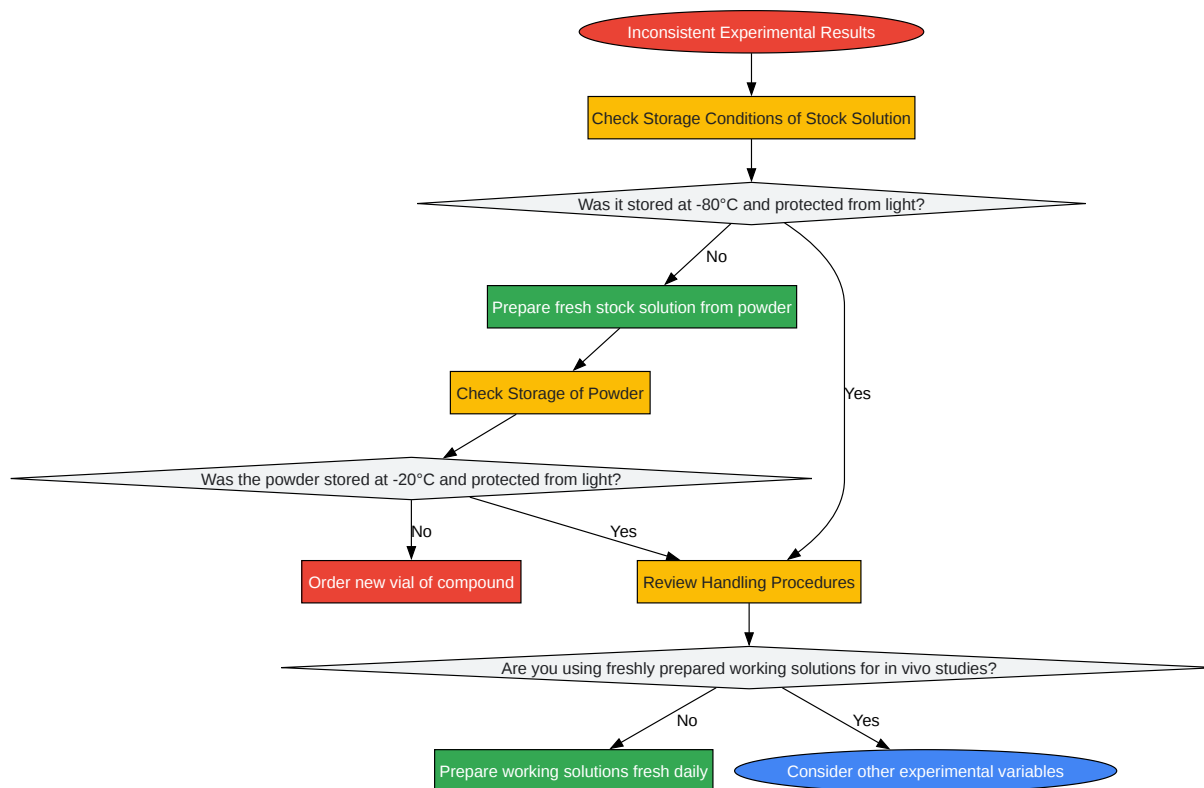 Inconsistent Experimental Results
Check Storage Conditions of Stock Solution
Was it stored at -80°C and protected from light?
No
Prepare fresh stock solution from powder
Check Storage of Powder
Yes
Was the powder stored at -20°C and protected from light?
No
Yes
Order new vial of compound
Review Handling Procedures
Are you using freshly prepared working solutions for in vivo studies?
No
Yes
Prepare working solutions fresh daily
Consider other experimental variables